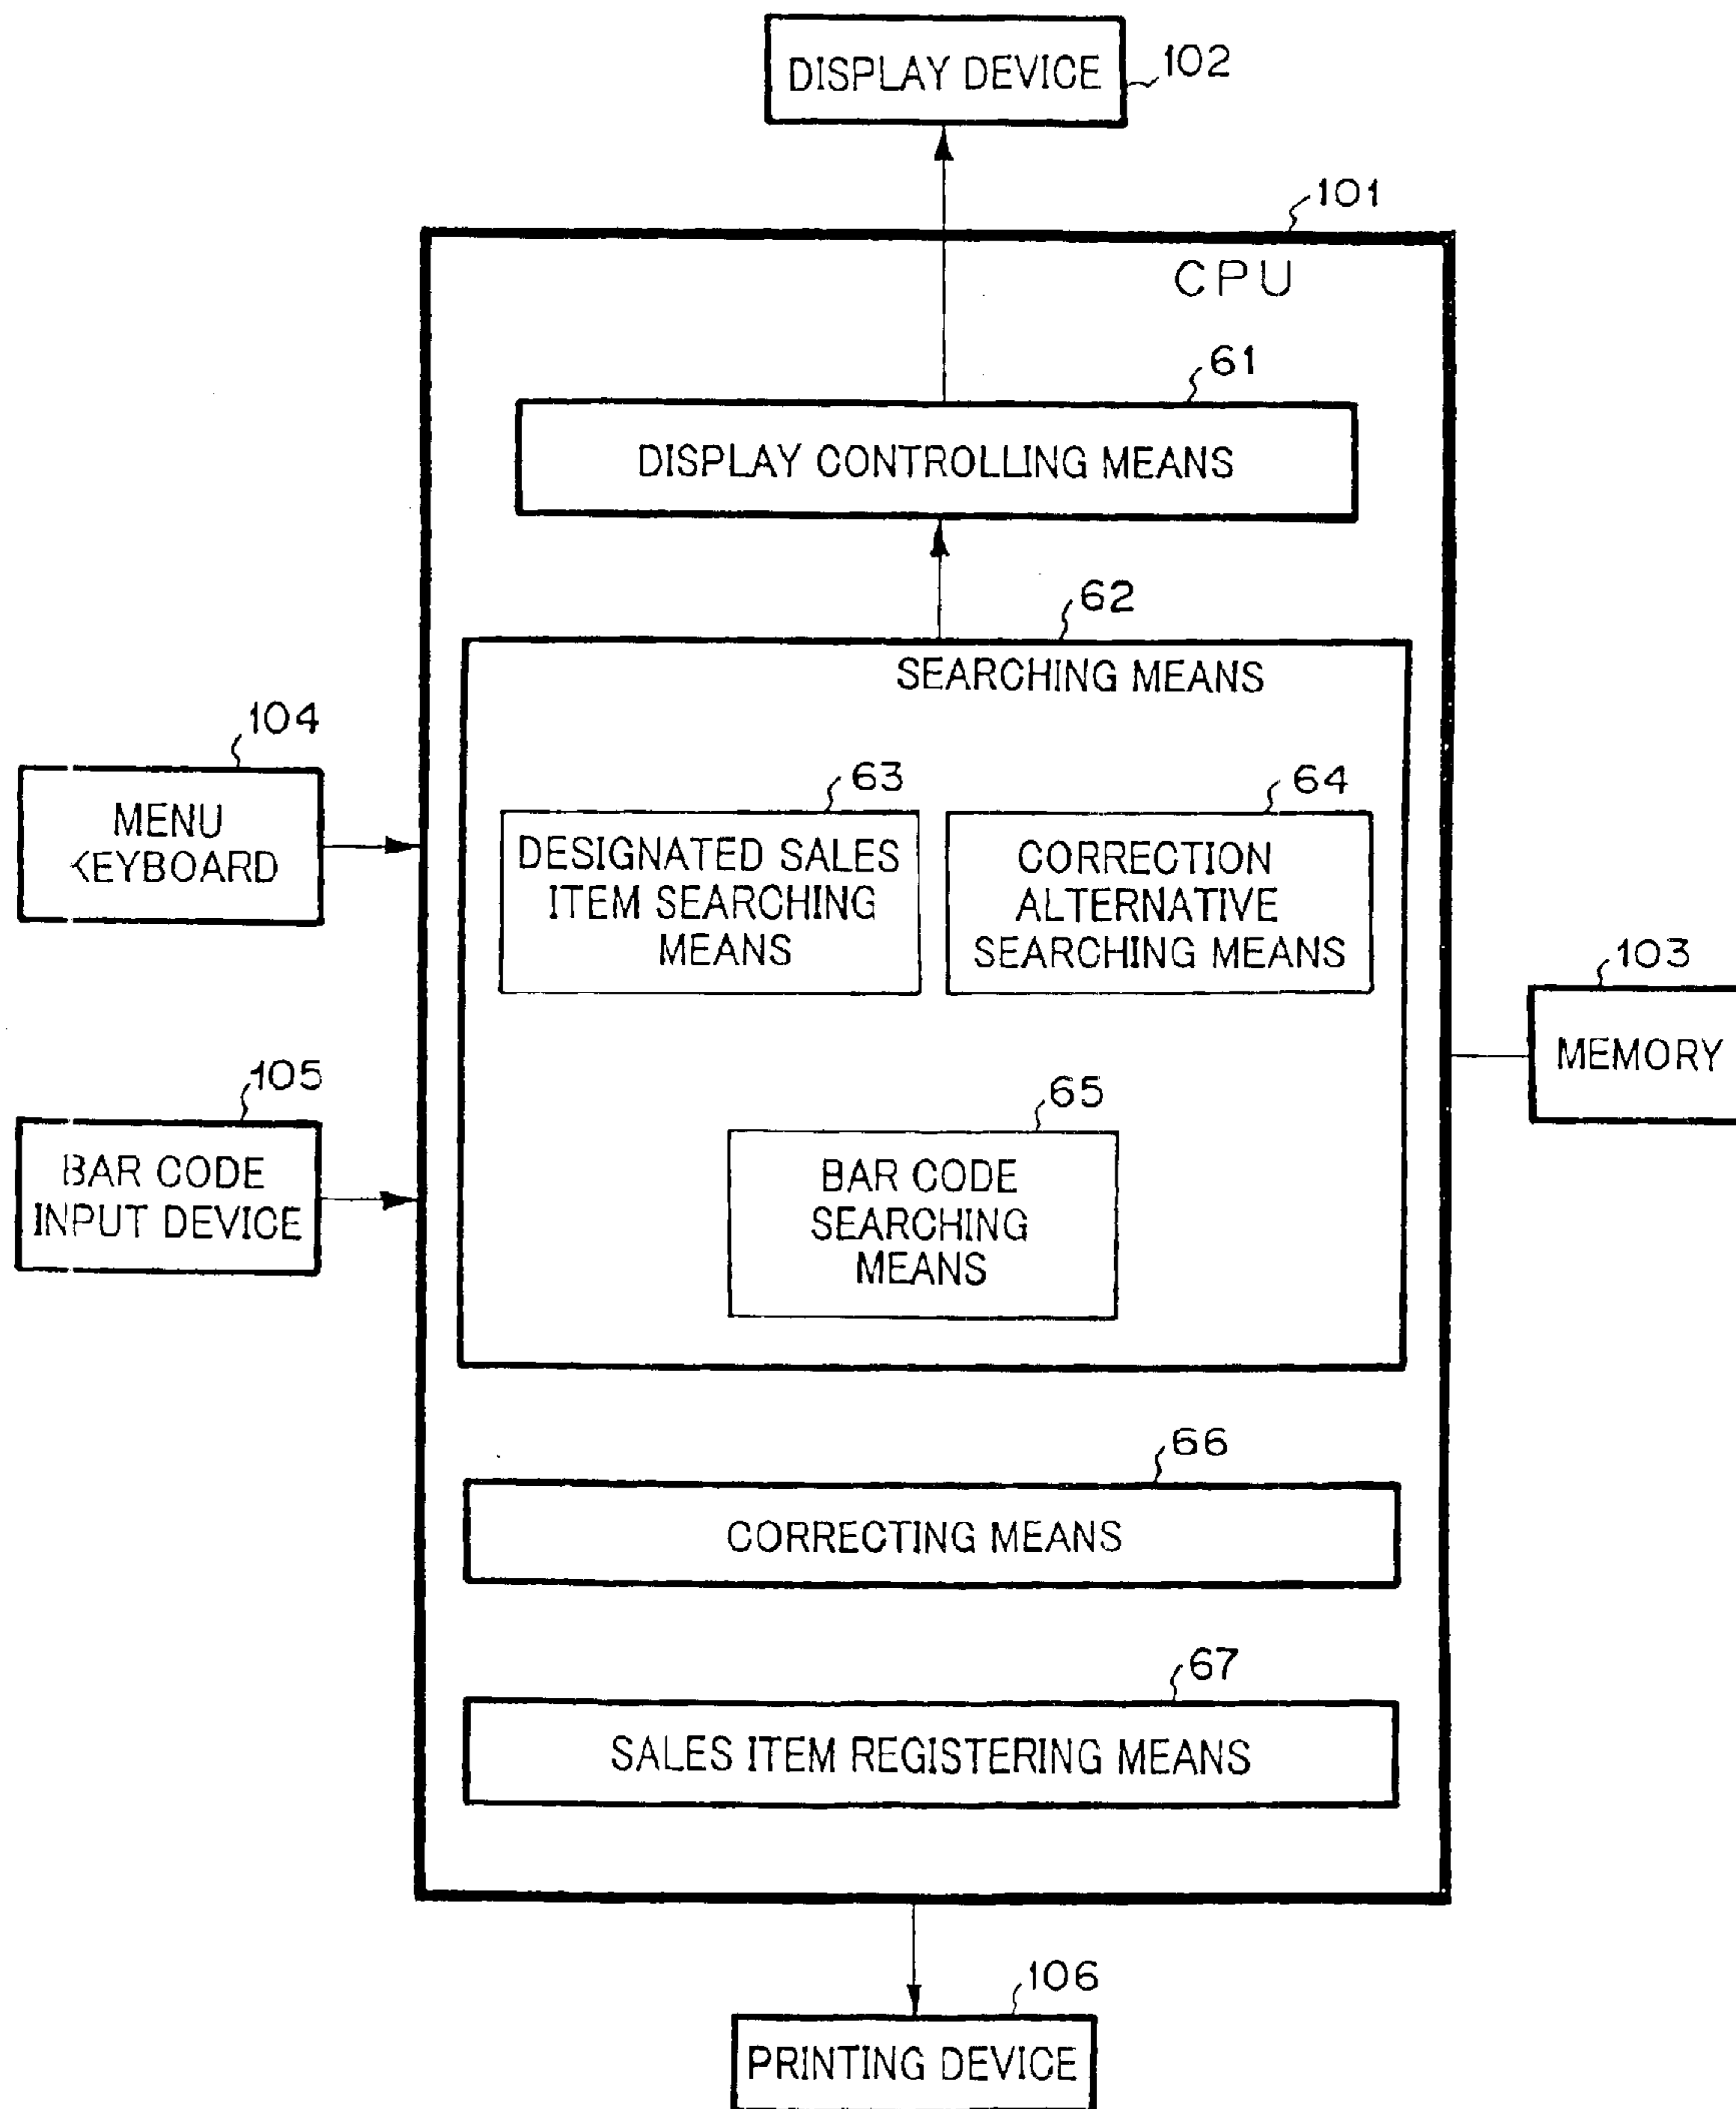 DISPLAY DEVICE
102
101
CPU
61
DISPLAY CONTROLLING MEANS
62
SEARCHING MEANS
104
MENU
KEYBOARD
63
DESIGNATED SALES
ITEM SEARCHING
MEANS
64
CORRECTION
ALTERNATIVE
SEARCHING MEANS
103
MEMORY
105
BAR CODE
INPUT DEVICE
65
BAR CODE
SEARCHING
MEANS
66
CORRECTING MEANS
67
SALES ITEM REGISTERING MEANS
106
PRINTING DEVICE